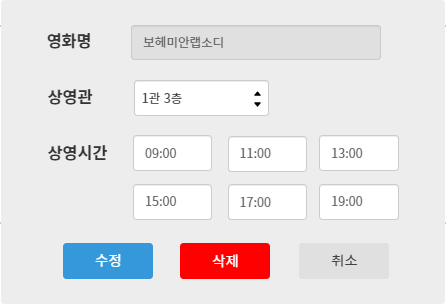 영화명 보헤미안랩소디
상영관 1관 3층
상영시간 09:00 11:00 13:00
15:00 17:00 19:00
수정 삭제 취소